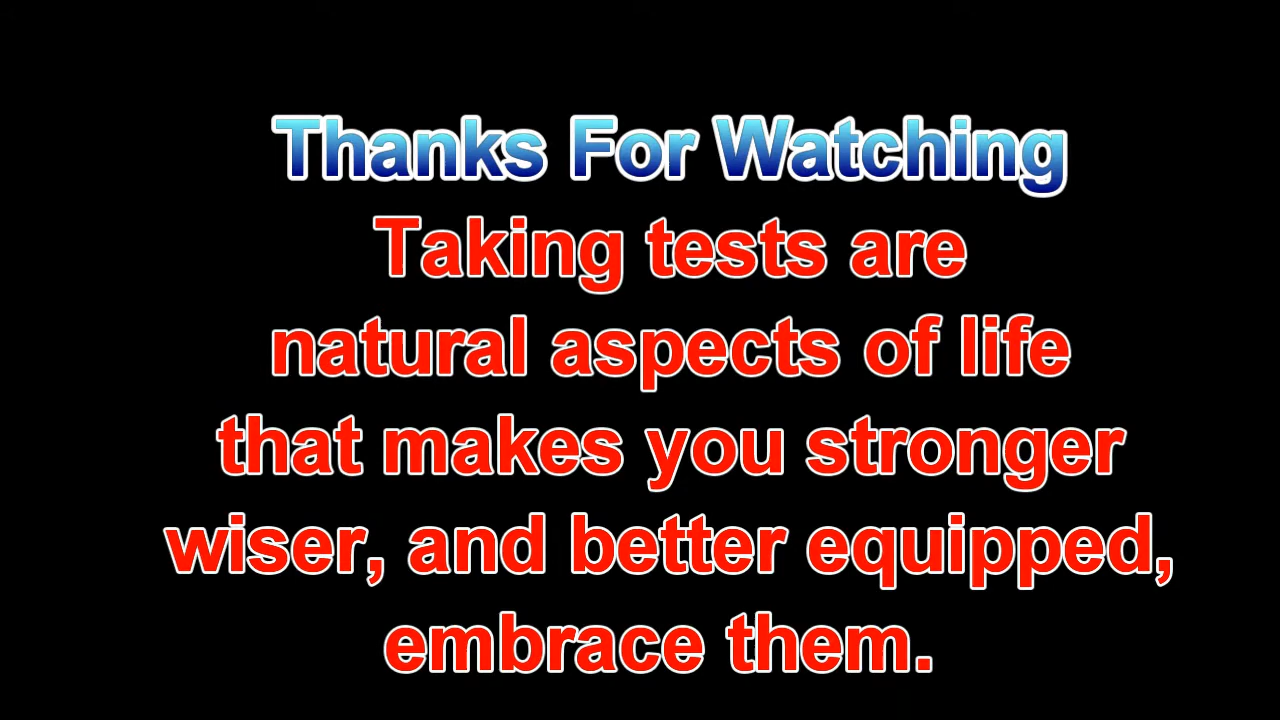 Thanks For Watching
Taking tests are
natural aspects of life
that makes you stronger
wiser, and better equipped,
embrace them.